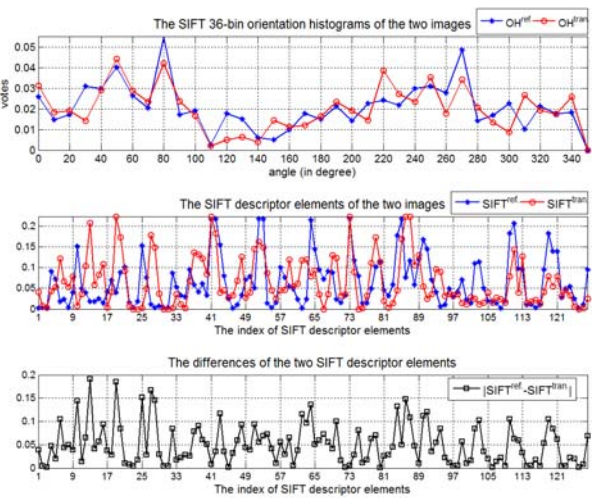 The SIFT 36-bin orientation histograms of the two images
OH^ref. OH^tran.
0.05
0.04
0.03
0.02
0.01
0
votes
0 20 40 60 80 100 120 140 160 180 200 220 240 260 280 300 320 340
angle (in degree)
The SIFT descriptor elements of the two images
SIFT^ref. SIFT^tran.
0.2
0.15
0.1
0.05
0
1 9 17 25 33 41 49 57 65 73 81 89 97 105 113 121
The index of SIFT descriptor elements
The differences of the two SIFT descriptor elements
|SIFT^ref.-SIFT^tran.|
0.2
0.15
0.1
0.05
0
1 9 17 25 33 41 49 57 65 73 81 89 97 105 113 121
The index of SIFT descriptor elements